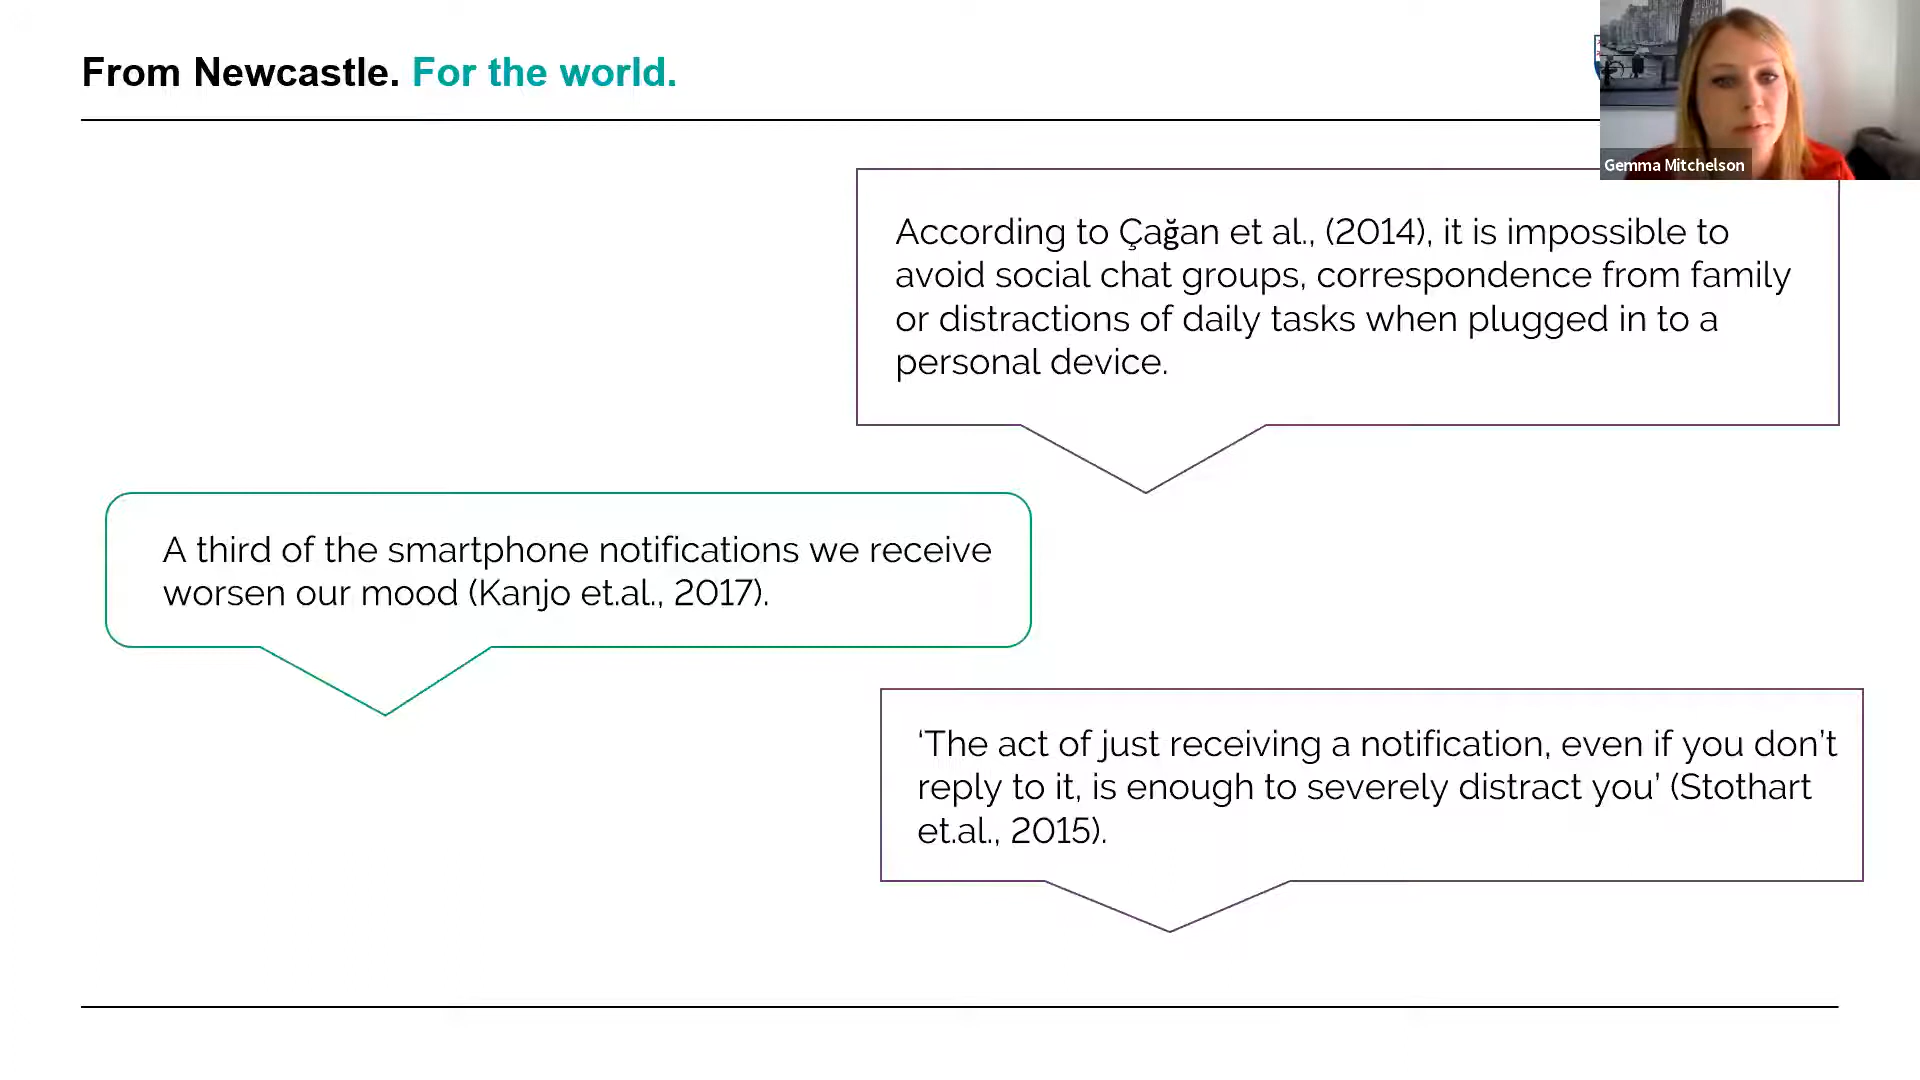 From Newcastle. For the world.
Gemma Mitchelson
According to Çağan et al., (2014), it is impossible to
avoid social chat groups, correspondence from family
or distractions of daily tasks when plugged in to a
personal device.
A third of the smartphone notifications we receive
worsen our mood (Kanjo et.al., 2017).
‘The act of just receiving a notification, even if you don’t
reply to it, is enough to severely distract you’ (Stothart
et.al., 2015).